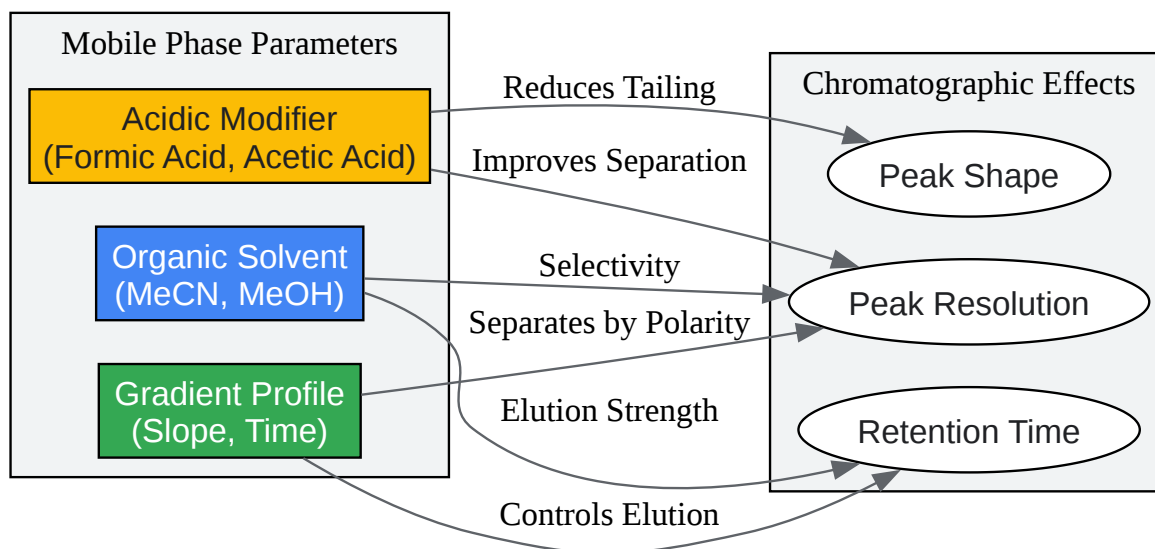 Mobile Phase Parameters
Acidic Modifier
(Formic Acid, Acetic Acid)
Organic Solvent
(MeCN, MeOH)
Gradient Profile
(Slope, Time)
Reduces Tailing
Improves Separation
Selectivity
Separates by Polarity
Elution Strength
Controls Elution
Chromatographic Effects
Peak Shape
Peak Resolution
Retention Time